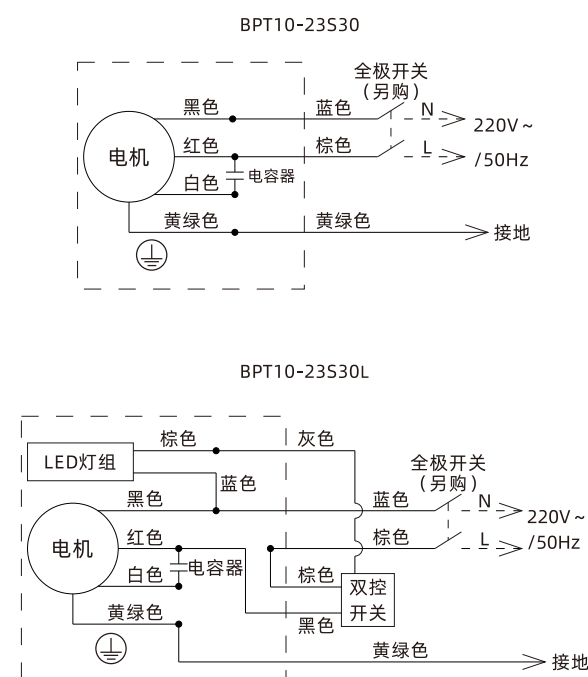 BPT10-23S30
全极开关
(另购)
黑色
蓝色
N
220V~
电机
红色
棕色
L
/50Hz
白色
电容器
黄绿色
黄绿色
接地
BPT10-23S30L
棕色
灰色
LED灯组
全极开关
(另购)
蓝色
黑色
蓝色
N
220V~
电机
红色
棕色
L
/50Hz
白色
电容器
棕色
双控
开关
黄绿色
黑色
黄绿色
接地